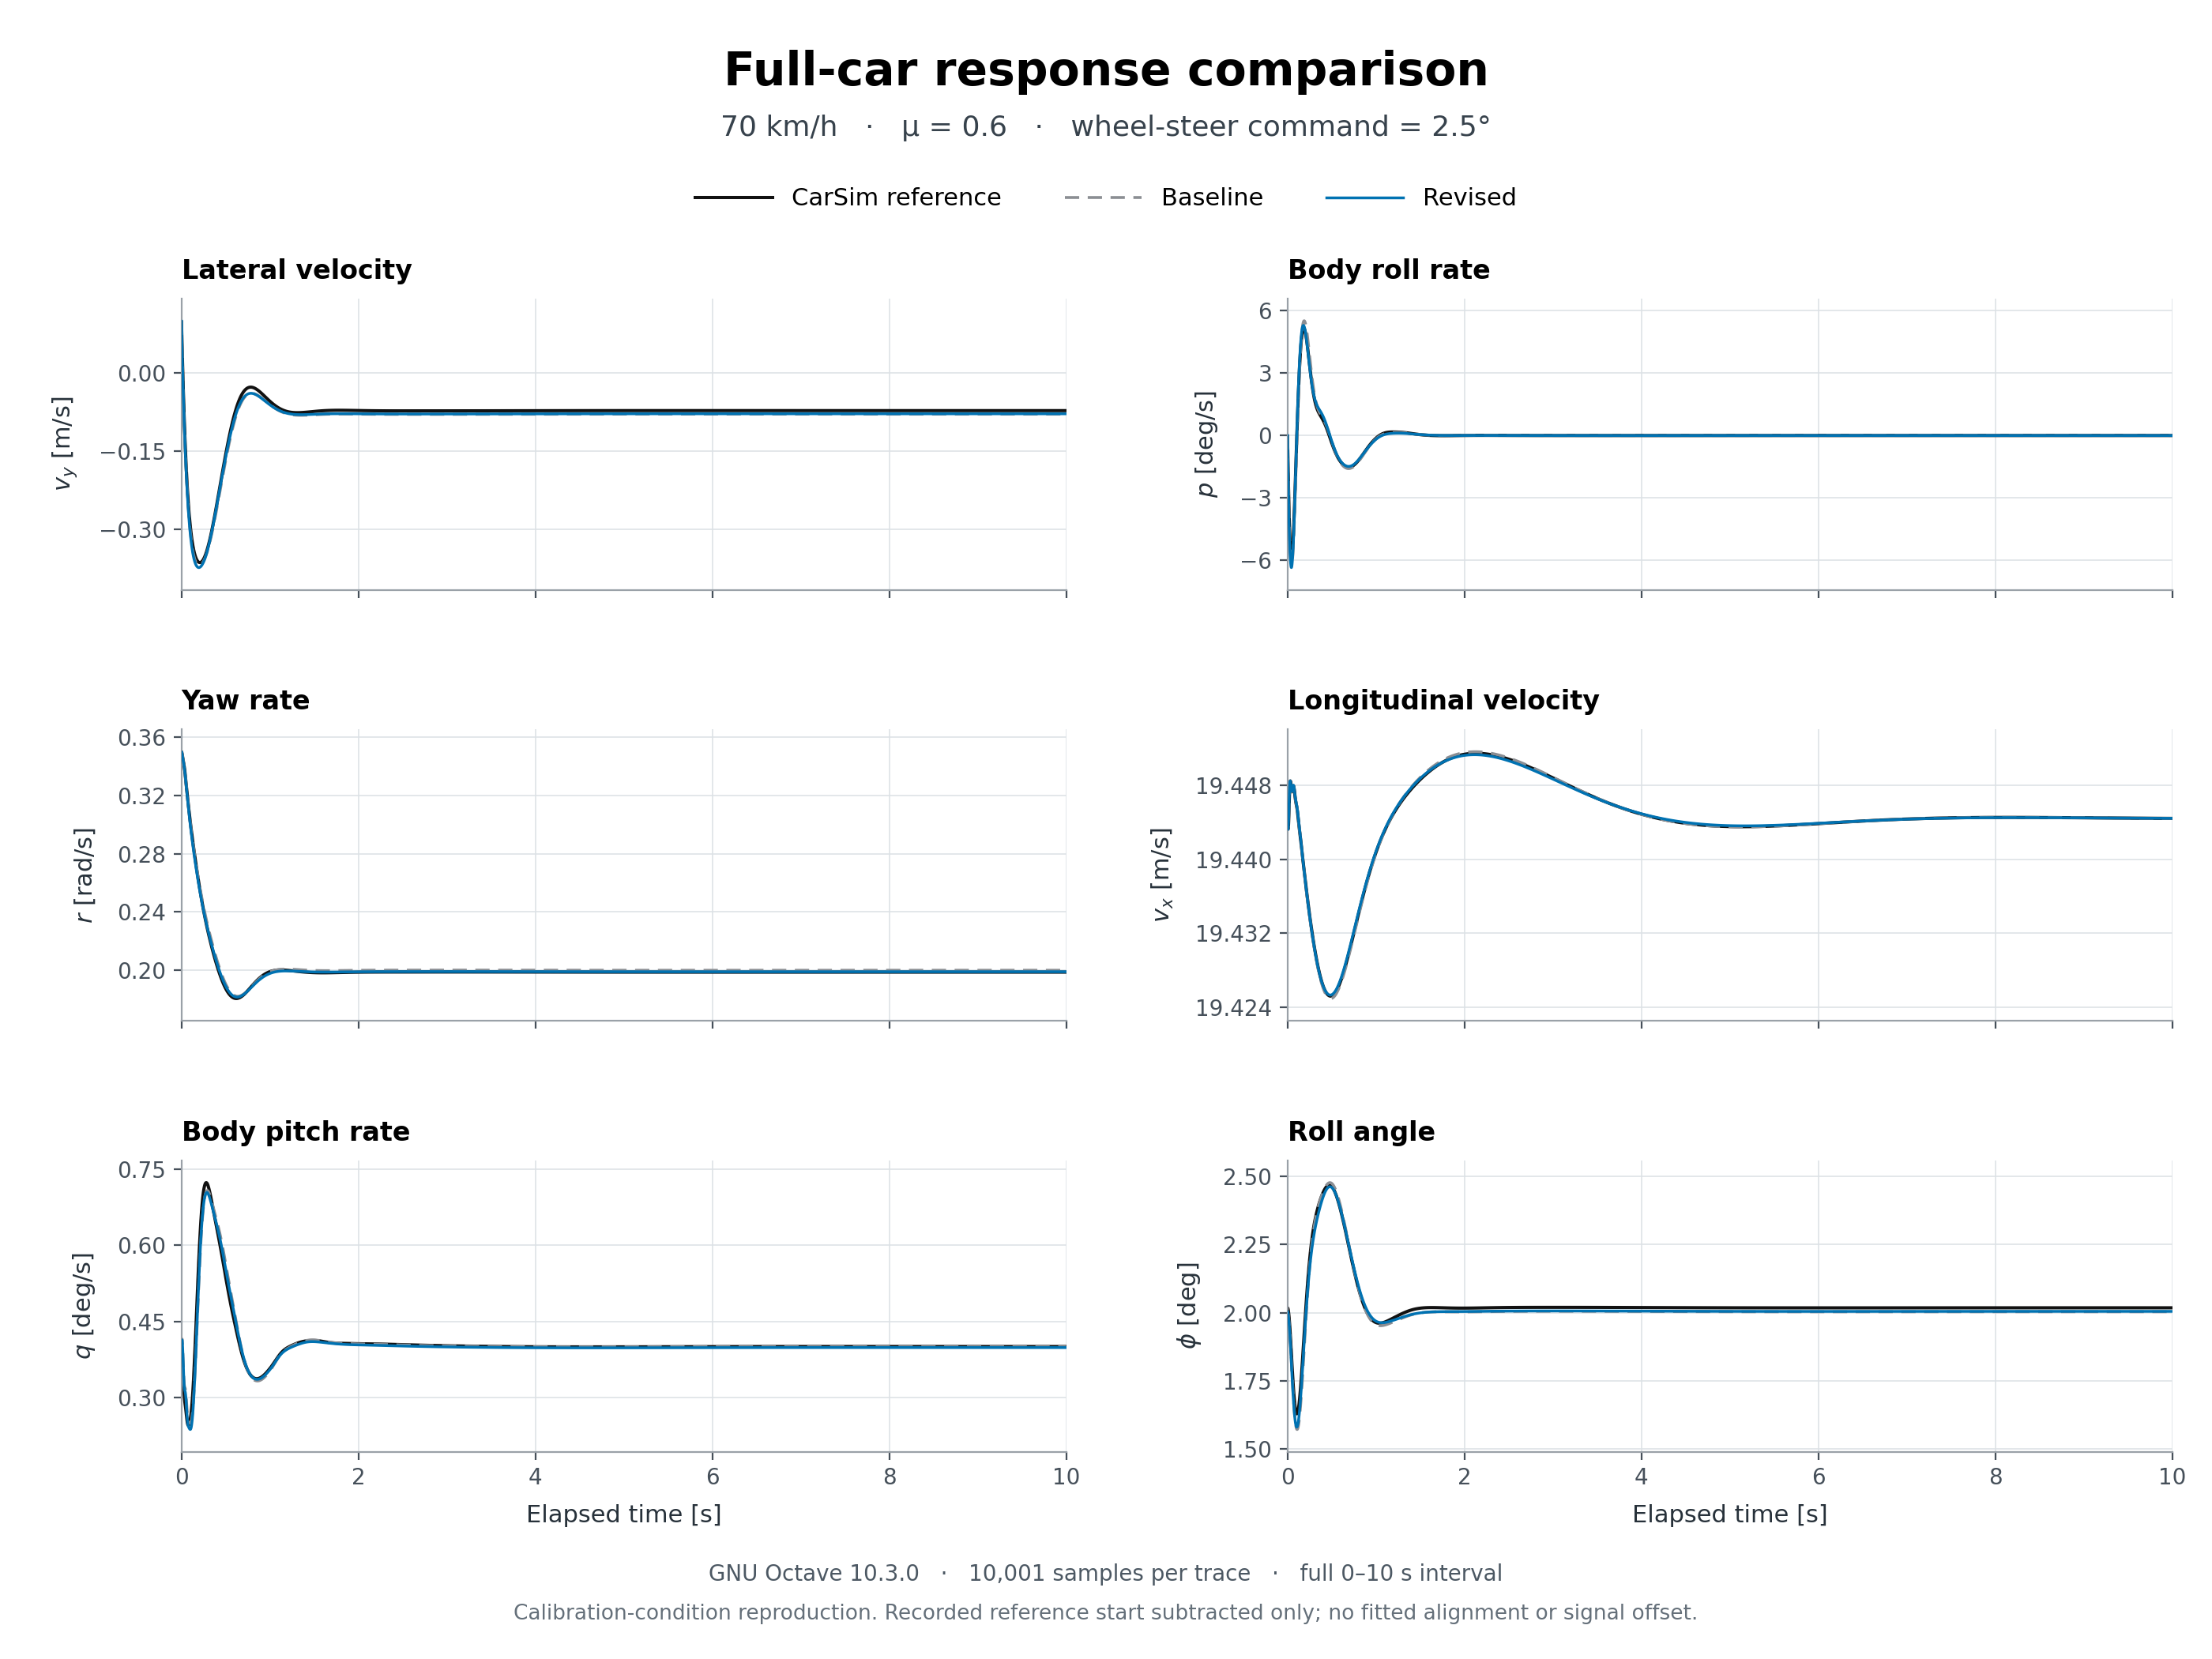 Full-car response comparison
70 km/h · μ = 0.6 · wheel-steer command = 2.5°
CarSim reference Baseline Revised
Lateral velocity
v_y [m/s]
0.00
−0.15
−0.30
Body roll rate
p [deg/s]
6
3
0
−3
−6
Yaw rate
r [rad/s]
0.36
0.32
0.28
0.24
0.20
Longitudinal velocity
v_x [m/s]
19.448
19.440
19.432
19.424
Body pitch rate
q [deg/s]
0.75
0.60
0.45
0.30
0 2 4 6 8 10
Elapsed time [s]
Roll angle
ϕ [deg]
2.50
2.25
2.00
1.75
1.50
0 2 4 6 8 10
Elapsed time [s]
GNU Octave 10.3.0 · 10,001 samples per trace · full 0–10 s interval
Calibration-condition reproduction. Recorded reference start subtracted only; no fitted alignment or signal offset.